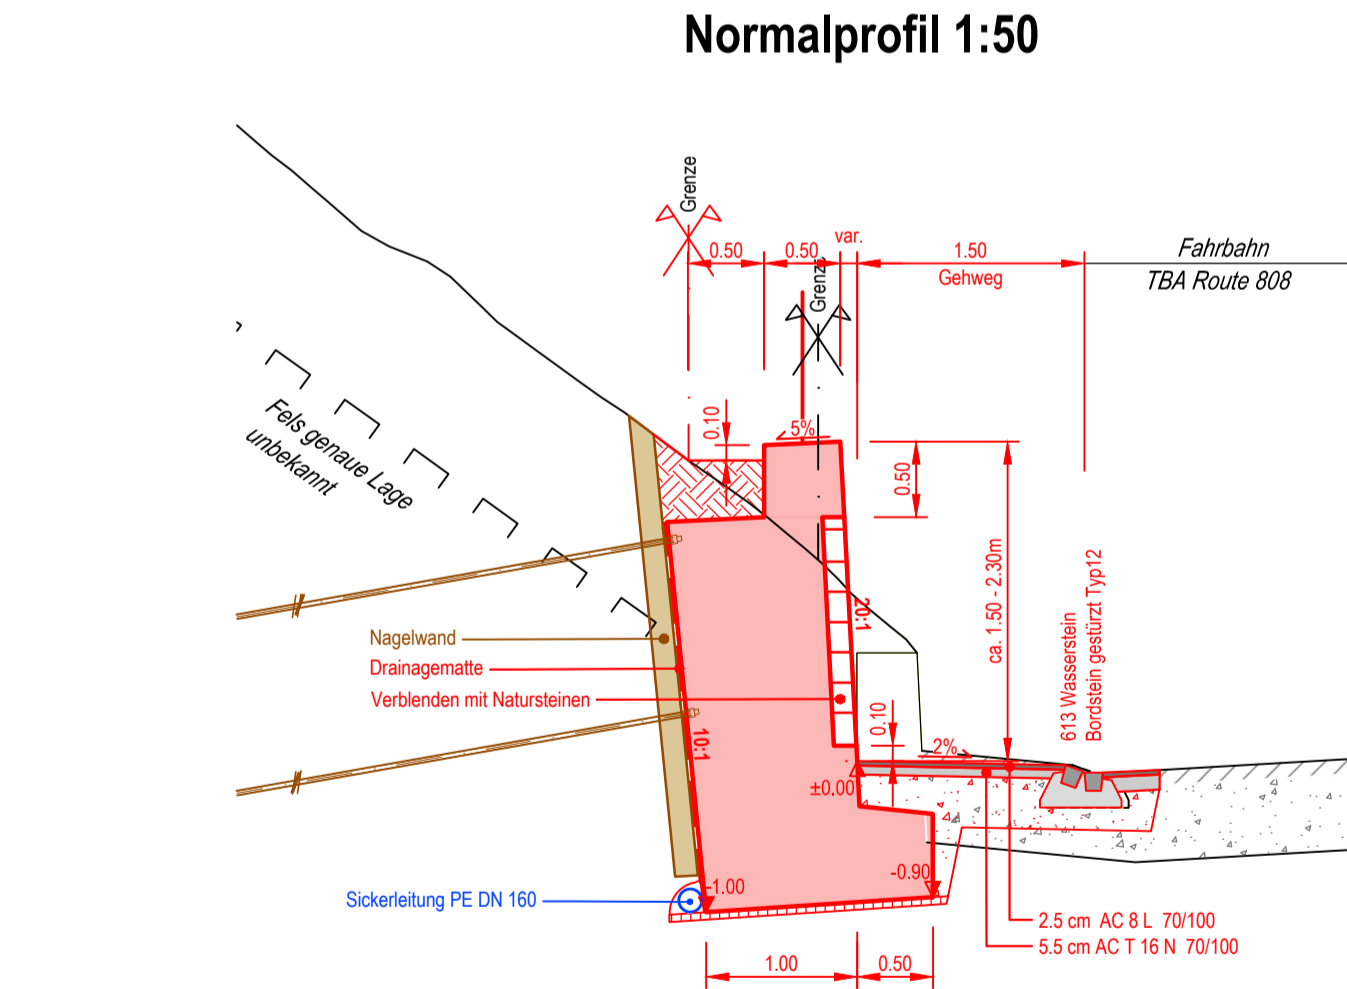 Normalprofil 1:50
Grenze
0.50
0.50
var.
1.50
Gehweg
Fahrbahn
TBA Route 808
Grenze
Fels genaue Lage
unbekannt
0.10
5%
0.50
ca. 1.50 - 2.30m
613 Wasserstein
Bordstein gestürzt Typ12
20:1
Nagelwand
Drainagematte
Verblenden mit Natursteinen
10:1
0.10
2%
±0.00
-1.00
-0.90
Sickerleitung PE DN 160
2.5 cm AC 8 L 70/100
5.5 cm AC T 16 N 70/100
1.00
0.50